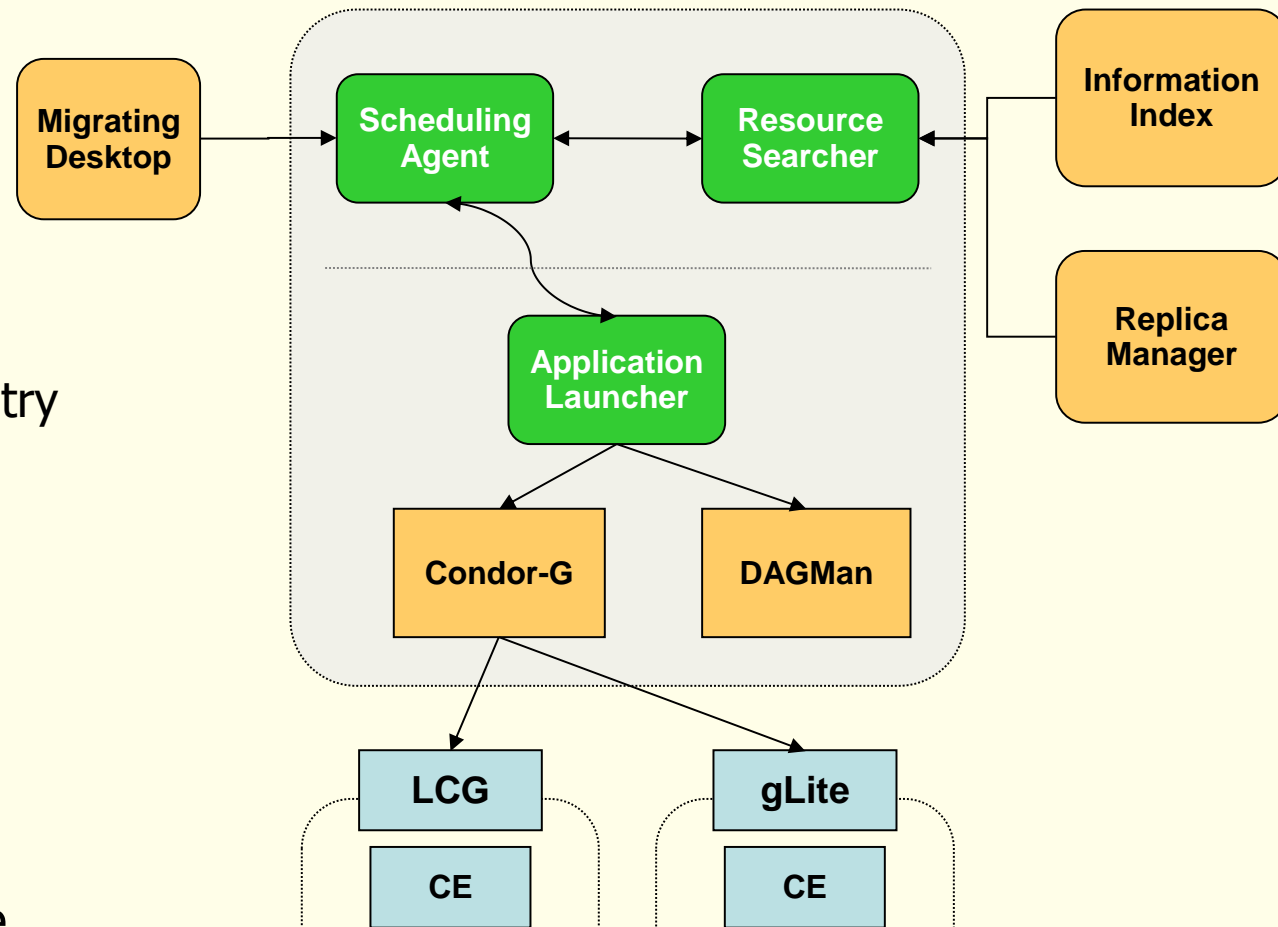 Migrating
Desktop
Scheduling
Agent
Resource
Searcher
Information
Index
Replica
Manager
Application
Launcher
try
Condor-G
DAGMan
LCG
gLite
CE
CE
e